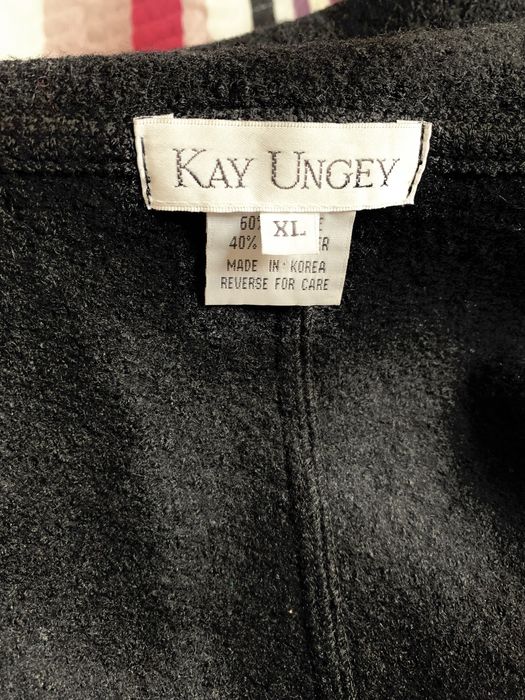 KAY UNGEY
XL
60%
40%
MADE IN KOREA
REVERSE FOR CARE